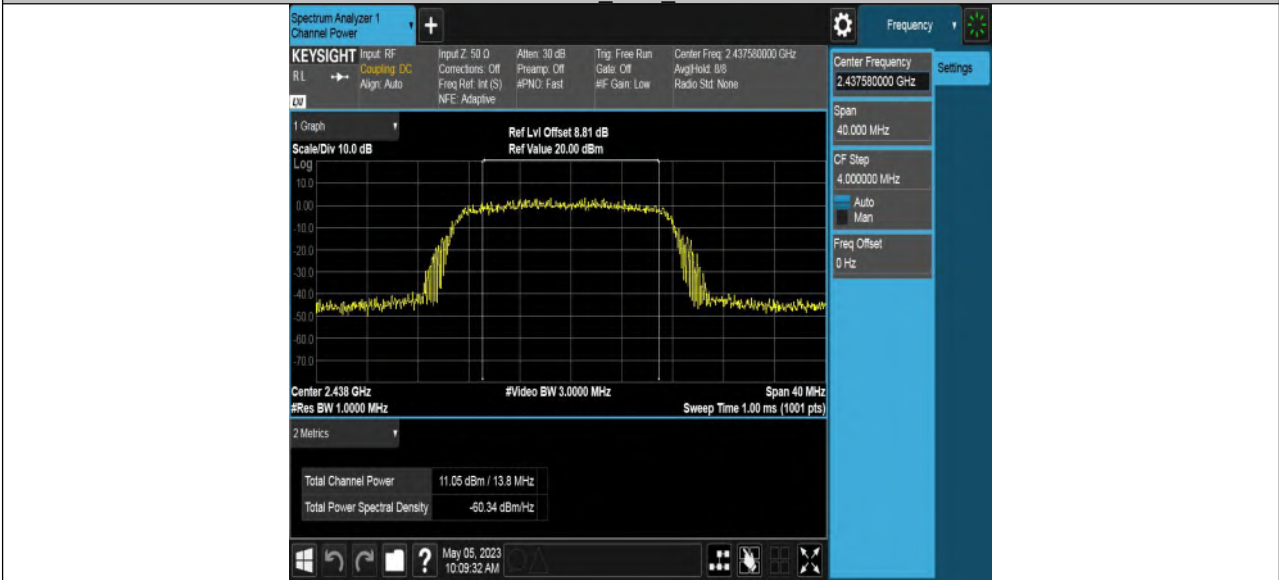 Spectrum Analyzer 1
Channel Power
+
Frequency
KEYSIGHT
Input: RF
Coupling: DC
Align: Auto
RL
LXI
Input Z: 50 Ω
Corrections: Off
Freq Ref: Int (S)
NFE: Adaptive
Atten: 30 dB
Preamp: Off
#PNO: Fast
Trig: Free Run
Gate: Off
#IF Gain: Low
Center Freq: 2.437580000 GHz
Avg|Hold: 8/8
Radio Std: None
Center Frequency
2.437580000 GHz
Settings
Span
40.000 MHz
CF Step
4.000000 MHz
Auto
Man
Freq Offset
0 Hz
1 Graph
Scale/Div 10.0 dB
Ref Lvl Offset 8.81 dB
Ref Value 20.00 dBm
Log
10.0
0.00
-10.0
-20.0
-30.0
-40.0
-50.0
-60.0
-70.0
Center 2.438 GHz
#Video BW 3.0000 MHz
Span 40 MHz
#Res BW 1.0000 MHz
Sweep Time 1.00 ms (1001 pts)
2 Metrics
Total Channel Power
11.05 dBm / 13.8 MHz
Total Power Spectral Density
-60.34 dBm/Hz
?
May 05, 2023
10:09:32 AM